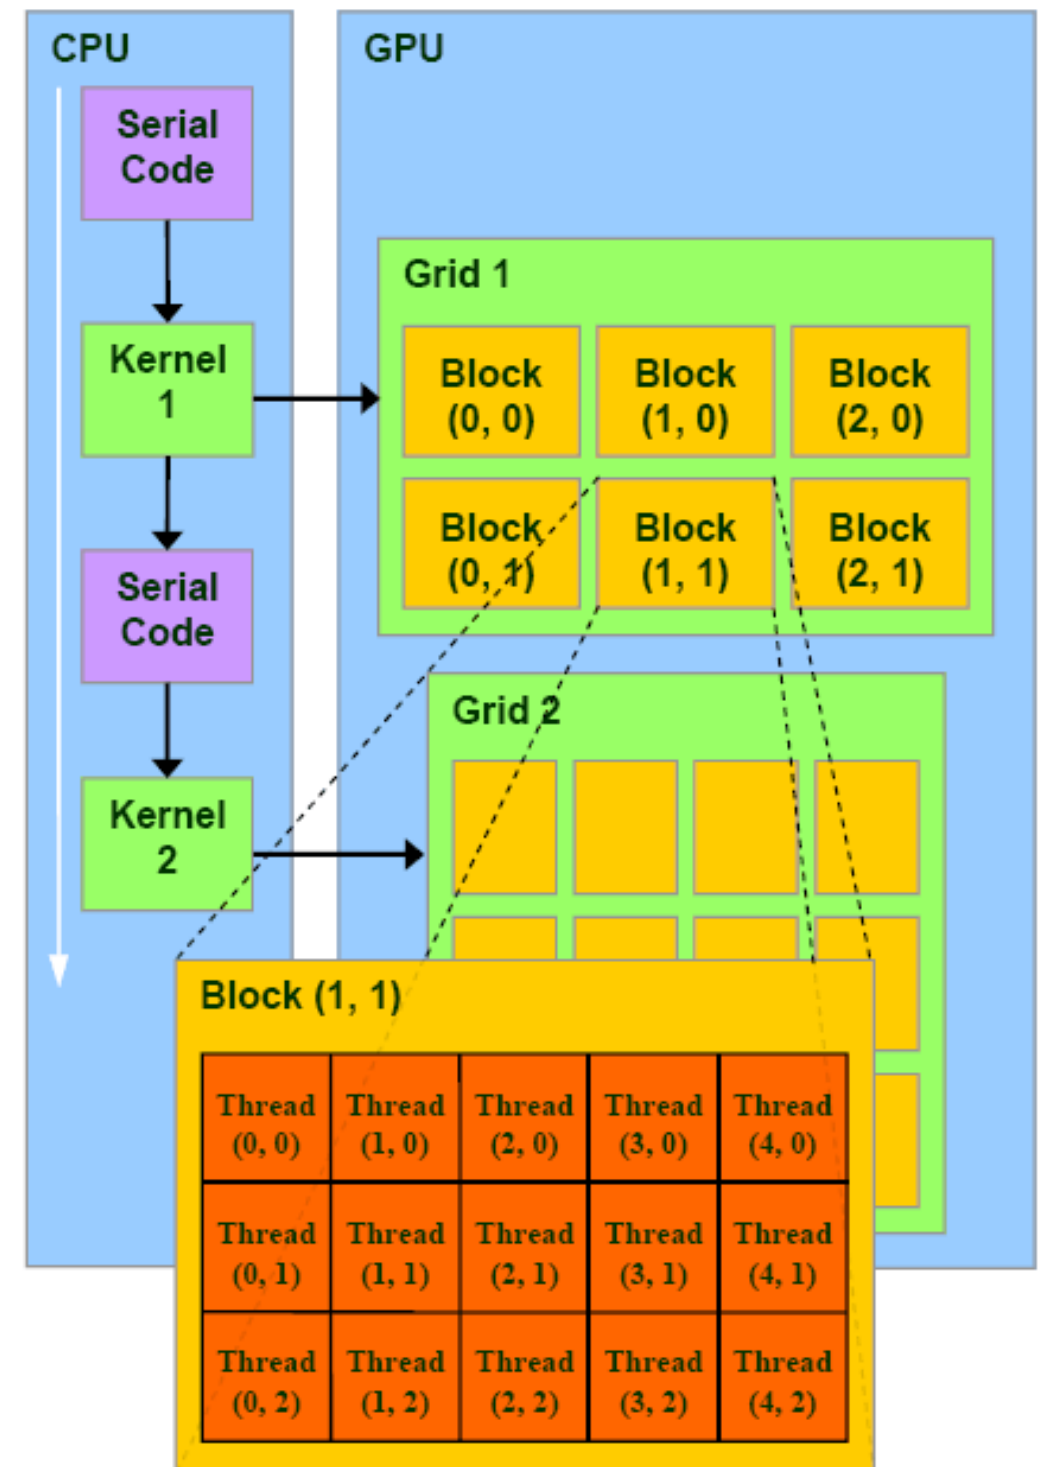 CPU
Serial
Code
Kernel
1
Serial
Code
Kernel
2
GPU
Grid 1
Block
(0, 0)
Block
(1, 0)
Block
(2, 0)
Block
(0, 1)
Block
(1, 1)
Block
(2, 1)
Grid 2
Block (1, 1)
Thread
(0, 0)
Thread
(1, 0)
Thread
(2, 0)
Thread
(3, 0)
Thread
(4, 0)
Thread
(0, 1)
Thread
(1, 1)
Thread
(2, 1)
Thread
(3, 1)
Thread
(4, 1)
Thread
(0, 2)
Thread
(1, 2)
Thread
(2, 2)
Thread
(3, 2)
Thread
(4, 2)